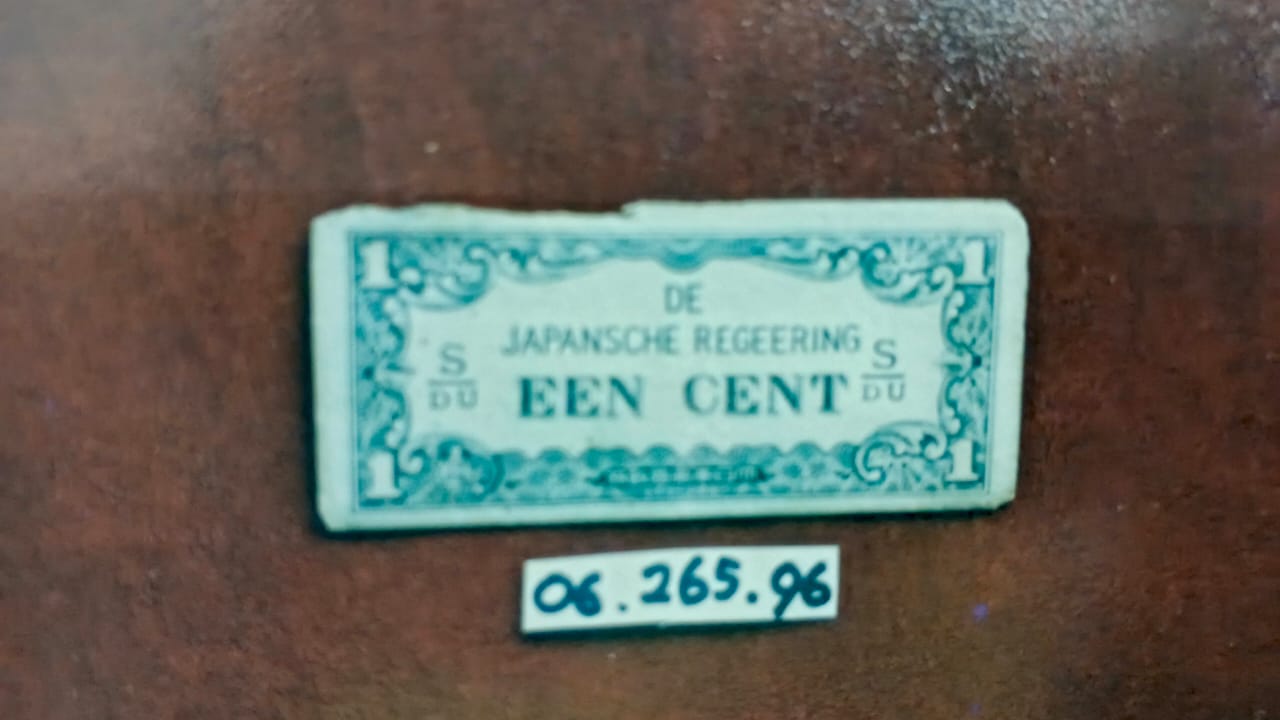 1 1
DE
JAPANSCHE REGEERING
S
DU
EEN CENT
S
DU
1 1
06.265.96